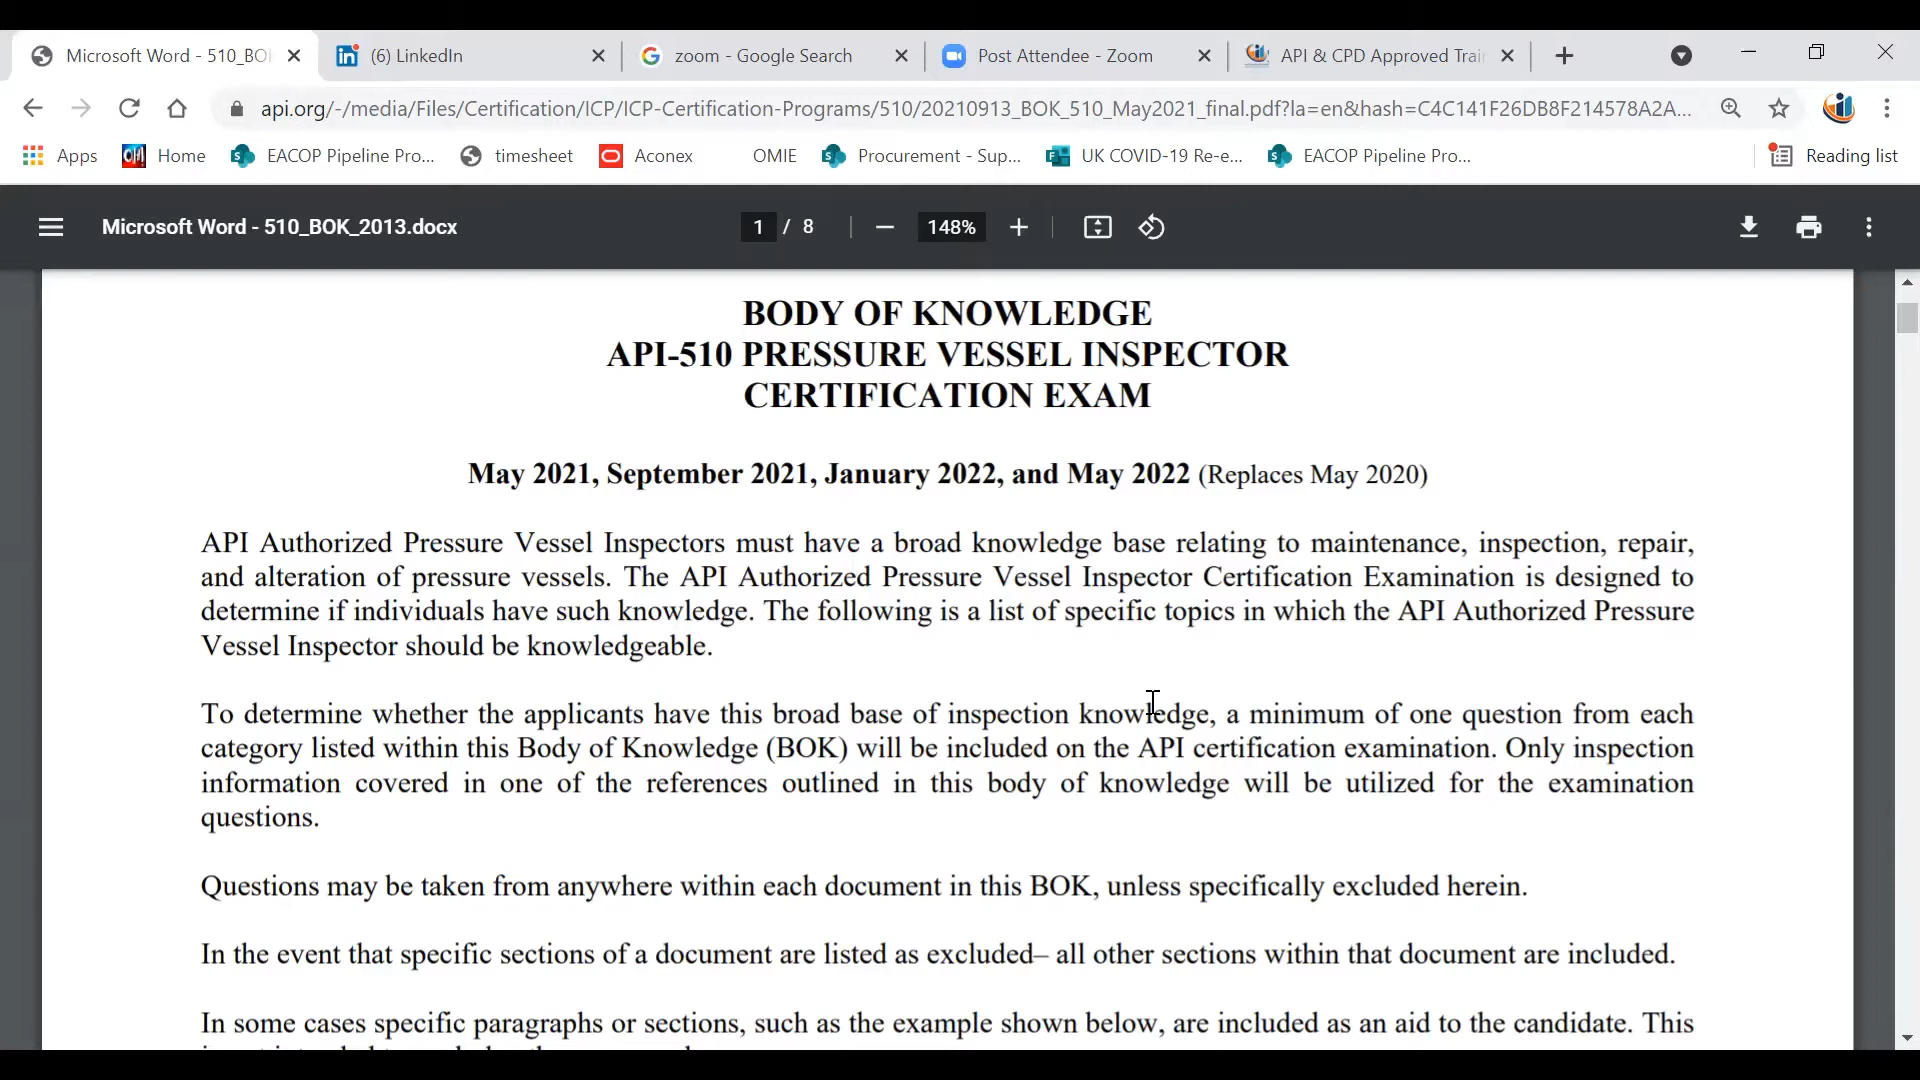 Microsoft Word - 510_BO
(6) LinkedIn
zoom - Google Search
Post Attendee - Zoom
API & CPD Approved Trai
api.org/-/media/Files/Certification/ICP/ICP-Certification-Programs/510/20210913_BOK_510_May2021_final.pdf?la=en&hash=C4C141F26DB8F214578A2A...
Apps
Home
EACOP Pipeline Pro...
timesheet
Aconex
OMIE
Procurement - Sup...
UK COVID-19 Re-e...
EACOP Pipeline Pro...
Reading list
Microsoft Word - 510_BOK_2013.docx
1 / 8
148%
BODY OF KNOWLEDGE
API-510 PRESSURE VESSEL INSPECTOR
CERTIFICATION EXAM
May 2021, September 2021, January 2022, and May 2022 (Replaces May 2020)
API Authorized Pressure Vessel Inspectors must have a broad knowledge base relating to maintenance, inspection, repair,
and alteration of pressure vessels. The API Authorized Pressure Vessel Inspector Certification Examination is designed to
determine if individuals have such knowledge. The following is a list of specific topics in which the API Authorized Pressure
Vessel Inspector should be knowledgeable.
To determine whether the applicants have this broad base of inspection knowledge, a minimum of one question from each
category listed within this Body of Knowledge (BOK) will be included on the API certification examination. Only inspection
information covered in one of the references outlined in this body of knowledge will be utilized for the examination
questions.
Questions may be taken from anywhere within each document in this BOK, unless specifically excluded herein.
In the event that specific sections of a document are listed as excluded– all other sections within that document are included.
In some cases specific paragraphs or sections, such as the example shown below, are included as an aid to the candidate. This